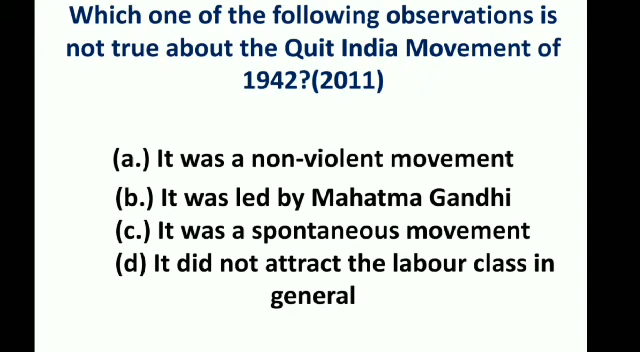 Which one of the following observations is
not true about the Quit India Movement of
1942?(2011)
(a.) It was a non-violent movement
(b.) It was led by Mahatma Gandhi
(c.) It was a spontaneous movement
(d) It did not attract the labour class in
general